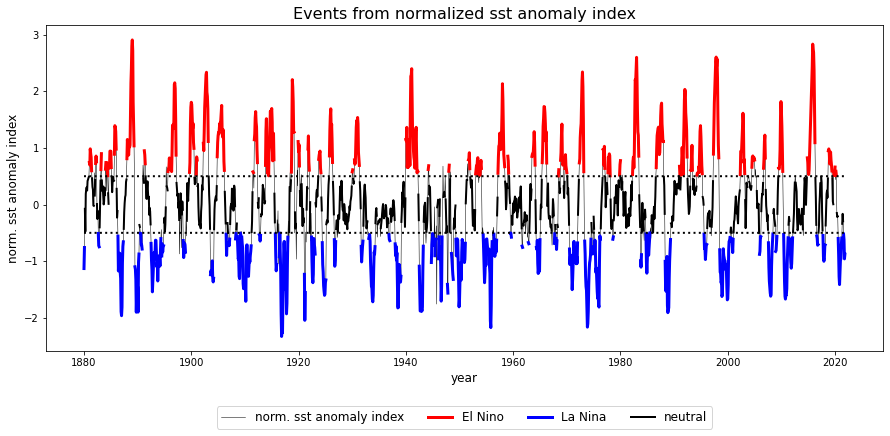 Events from normalized sst anomaly index
norm. sst anomaly index
3
2
1
0
−1
−2
1880 1900 1920 1940 1960 1980 2000 2020
year
norm. sst anomaly index El Nino La Nina neutral